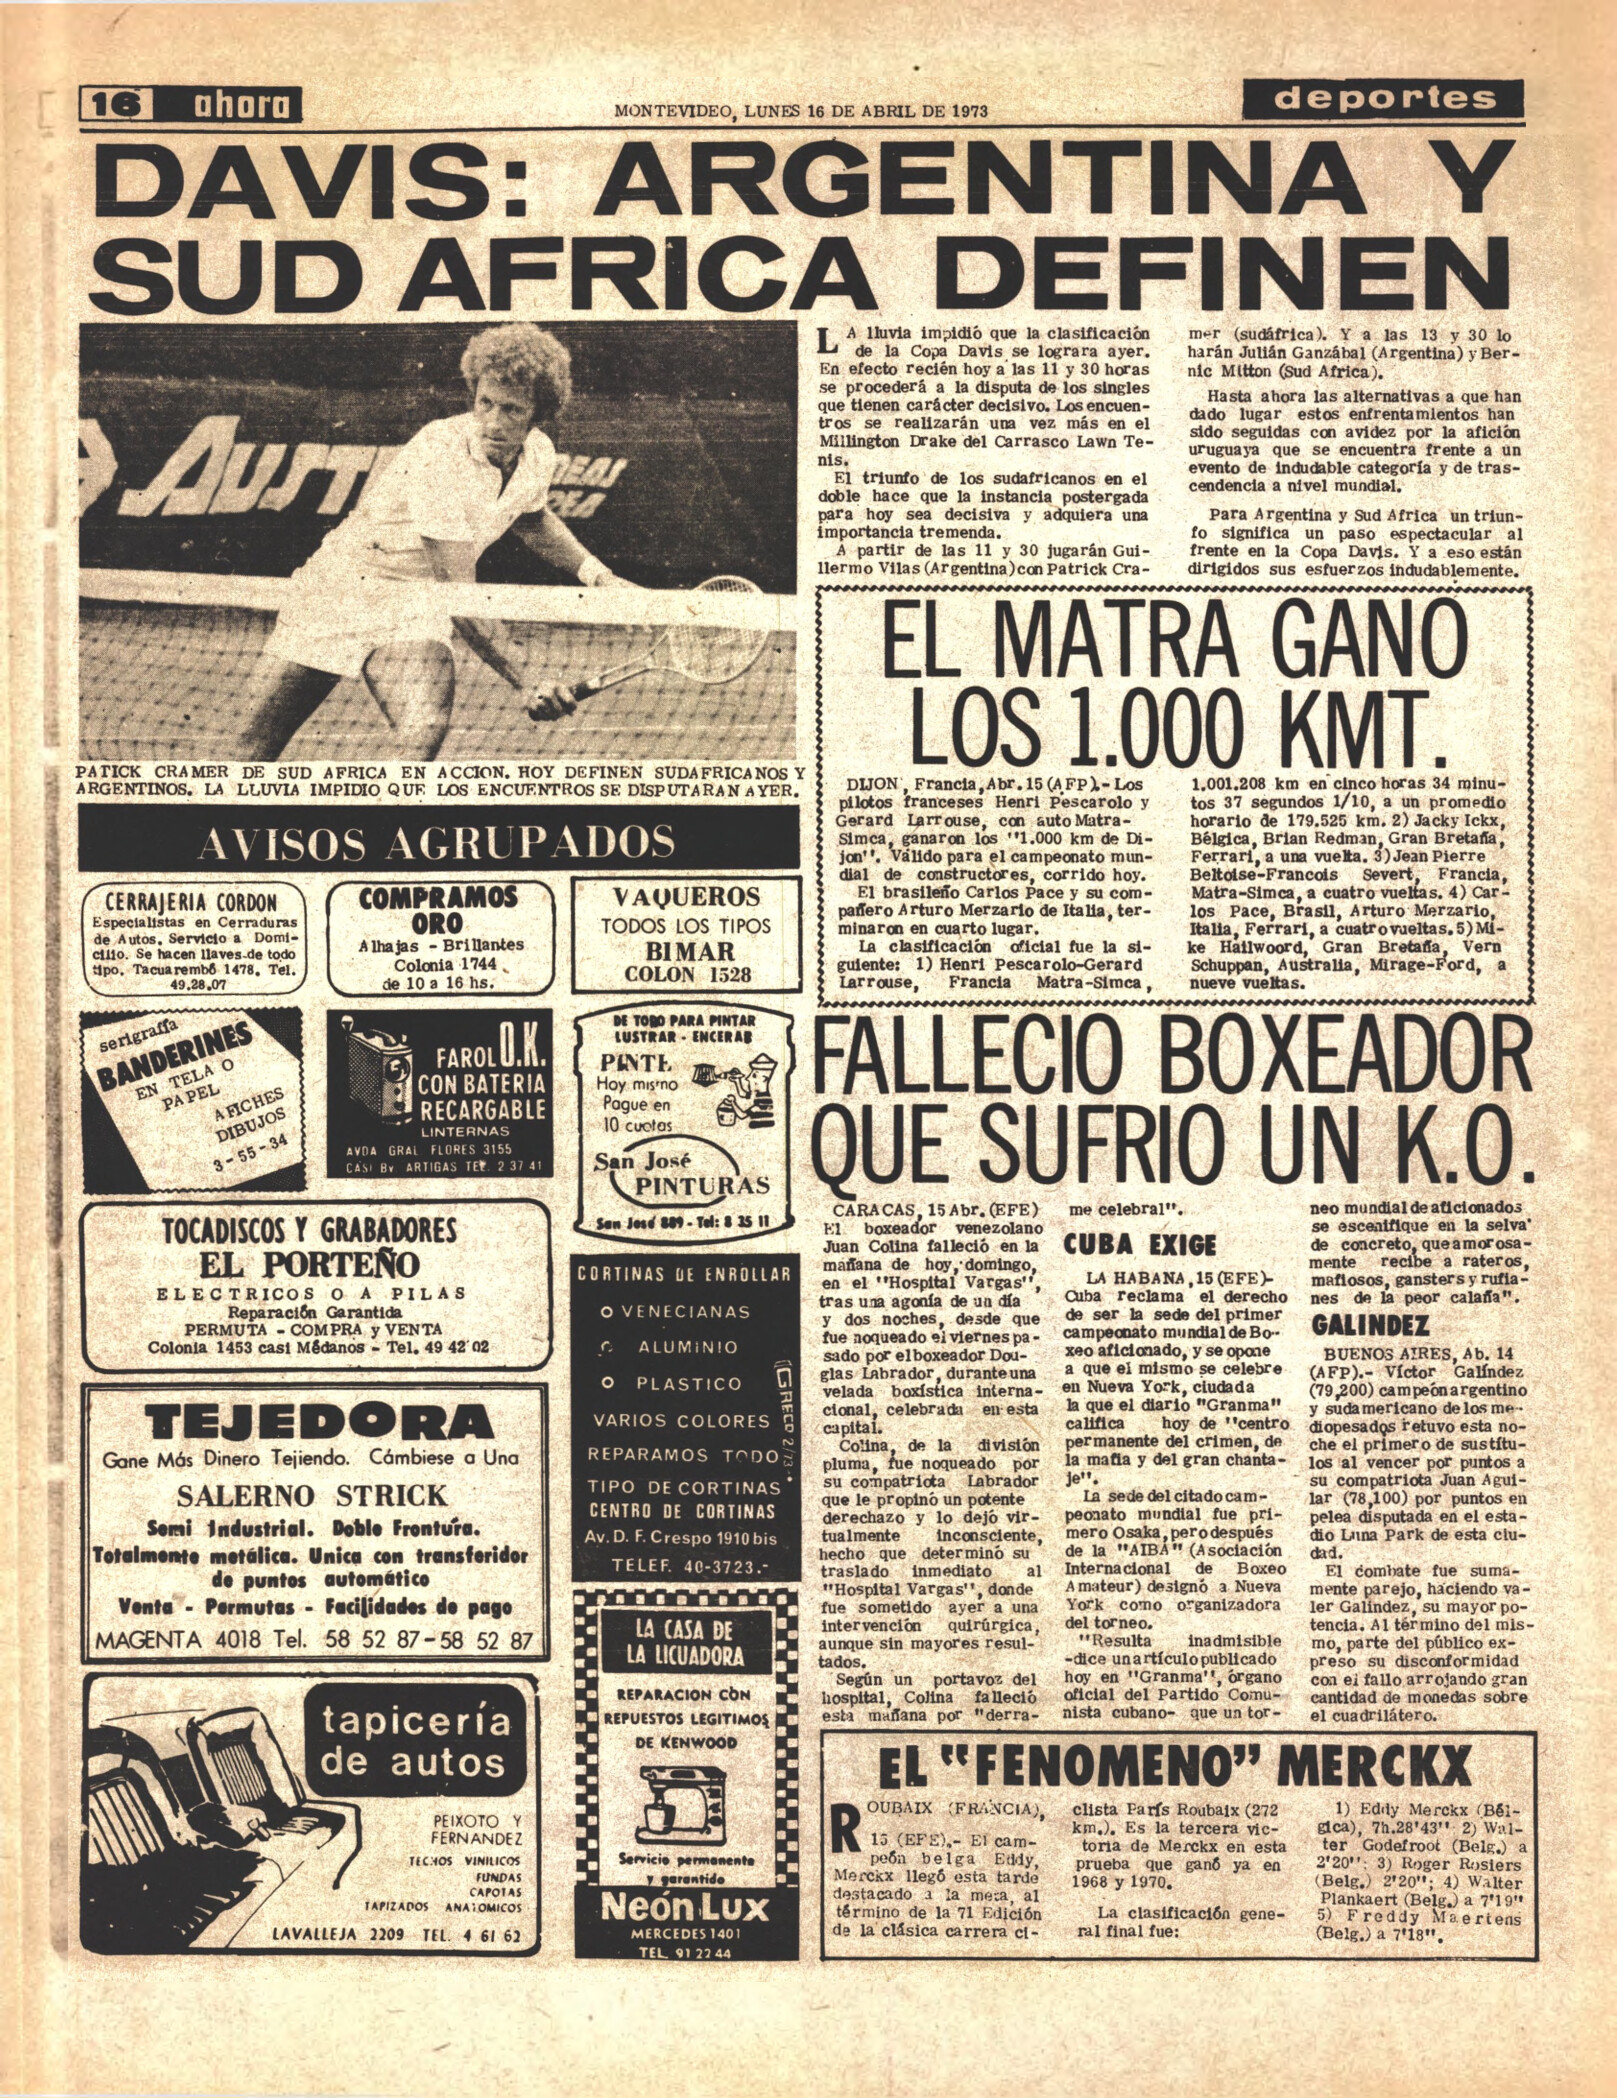 16 ahora
MONTEVIDEO, LUNES 16 DE ABRIL DE 1973
deportes
DAVIS: ARGENTINA Y
SUD AFRICA DEFINEN
LA lluvia impidió que la clasificación
de la Copa Davis se lograra ayer.
En efecto recién hoy a las 11 y 30 horas
se procederá a la disputa de los singles
que tienen carácter decisivo. Los encuen-
tros se realizarán una vez más en el
Millington Drake del Carrasco Lawn Te-
nis.
El triunfo de los sudafricanos en el
doble hace que la instancia postergada
para hoy sea decisiva y adquiera una
importancia tremenda.
A partir de las 11 y 30 jugarán Gui-
llermo Vilas (Argentina) con Patrick Cra-
mer (sudáfrica). Y a las 13 y 30 lo
harán Julián Ganzábal (Argentina) y Ber-
nic Mitton (Sud Africa).
Hasta ahora las alternativas a que han
dado lugar estos enfrentamientos han
sido seguidas con avidez por la afición
uruguaya que se encuentra frente a un
evento de indudable categoría y de tras-
cendencia a nivel mundial.
Para Argentina y Sud Africa un triun-
fo significa un paso espectacular al
frente en la Copa Davis. Y a eso están
dirigidos sus esfuerzos indudablemente.
PATICK CRAMER DE SUD AFRICA EN ACCION. HOY DEFINEN SUDAFRICANOS Y
ARGENTINOS. LA LLUVIA IMPIDIO QUE LOS ENCUENTROS SE DISPUTARAN AYER.
EL MATRA GANO
LOS 1.000 KMT.
DIJON, Francia, Abr. 15 (AFP).- Los
pilotos franceses Henri Pescarolo y
Gerard Larrouse, con auto Matra-
Simca, ganaron los "1.000 km de Di-
jon". Válido para el campeonato mun-
dial de constructores, corrido hoy.
El brasileño Carlos Pace y su com-
pañero Arturo Merzario de Italia, ter-
minaron en cuarto lugar.
La clasificación oficial fue la si-
guiente: 1) Henri Pescarolo-Gerard
Larrouse, Francia Matra-Simca,
1.001.208 km en cinco horas 34 minu-
tos 37 segundos 1/10, a un promedio
horario de 179.525 km. 2) Jacky Ickx,
Bélgica, Brian Redman, Gran Bretaña,
Ferrari, a una vuelta. 3) Jean Pierre
Beltoise-Francois Severt, Francia,
Matra-Simca, a cuatro vueltas. 4) Car-
los Pace, Brasil, Arturo Merzario,
Italia, Ferrari, a cuatro vueltas. 5) Mi-
ke Hailwoord, Gran Bretaña, Vern
Schuppan, Australia, Mirage-Ford, a
nueve vueltas.
AVISOS AGRUPADOS
CERRAJERIA CORDON
Especialistas en Cerraduras
de Autos. Servicio a Domi-
cilio. Se hacen llaves de todo
tipo. Tacuarembó 1478. Tel.
49.28.07
COMPRAMOS
ORO
Alhajas - Brillantes
Colonia 1744
de 10 a 16 hs.
VAQUEROS
TODOS LOS TIPOS
BIMAR
COLON 1528
serigrafía
BANDERINES
EN TELA O
PAPEL
AFICHES
DIBUJOS
3-55-34
FAROL O.K.
CON BATERIA
RECARGABLE
LINTERNAS
AVDA GRAL FLORES 3155
CASI Bv ARTIGAS TEL. 2 37 41
DE TODO PARA PINTAR
LUSTRAR - ENCERAR
PINTE
Hoy mismo
Pague en
10 cuotas
San José
PINTURAS
San José 889 - Tel: 8 35 11
TOCADISCOS Y GRABADORES
EL PORTEÑO
ELECTRICOS O A PILAS
Reparación Garantida
PERMUTA - COMPRA y VENTA
Colonia 1453 casi Médanos - Tel. 49 42 02
CORTINAS DE ENROLLAR
O VENECIANAS
O ALUMINIO
O PLASTICO
VARIOS COLORES
REPARAMOS TODO
TIPO DE CORTINAS
CENTRO DE CORTINAS
Av. D. F. Crespo 1910 bis
TELEF. 40-3723.-
GRECO 2/73
TEJEDORA
Gane Más Dinero Tejiendo. Cámbiese a Una
SALERNO STRICK
Semi Industrial. Doble Frontura.
Totalmente metálica. Unica con transferidor
de puntos automático
Venta - Permutas - Facilidades de pago
MAGENTA 4018 Tel. 58 52 87 - 58 52 87
LA CASA DE
LA LICUADORA
REPARACION CON
REPUESTOS LEGITIMOS
DE KENWOOD
Servicio permanente
y garantido
Neón Lux
MERCEDES 1401
TEL. 91 22 44
tapicería
de autos
PEIXOTO Y
FERNANDEZ
TECHOS VINILICOS
FUNDAS
CAPOTAS
TAPIZADOS ANATOMICOS
LAVALLEJA 2209 TEL. 4 61 62
FALLECIO BOXEADOR
QUE SUFRIO UN K.O.
CARACAS, 15 Abr. (EFE)
El boxeador venezolano
Juan Colina falleció en la
mañana de hoy, domingo,
en el "Hospital Vargas",
tras una agonía de un día
y dos noches, desde que
fue noqueado el viernes pa-
sado por el boxeador Dou-
glas Labrador, durante una
velada boxística interna-
cional, celebrada en esta
capital.
Colina, de la división
pluma, fue noqueado por
su compatriota Labrador
que le propinó un potente
derechazo y lo dejó vir-
tualmente inconsciente,
hecho que determinó su
traslado inmediato al
"Hospital Vargas", donde
fue sometido ayer a una
intervención quirúrgica,
aunque sin mayores resul-
tados.
Según un portavoz del
hospital, Colina falleció
esta mañana por "derra-
me celebral".
CUBA EXIGE
LA HABANA, 15 (EFE)-
Cuba reclama el derecho
de ser la sede del primer
campeonato mundial de Bo-
xeo aficionado, y se opone
a que el mismo se celebre
en Nueva York, ciudada
la que el diario "Granma"
califica hoy de "centro
permanente del crimen, de
la mafia y del gran chanta-
je".
La sede del citado cam-
peonato mundial fue pri-
mero Osaka, pero después
de la "AIBA" (Asociación
Internacional de Boxeo
Amateur) designó a Nueva
York como organizadora
del torneo.
"Resulta inadmisible
-dice un artículo publicado
hoy en "Granma", órgano
oficial del Partido Comu-
nista cubano- que un tor-
neo mundial de aficionados
se escenifique en la selva
de concreto, que amorosa-
mente recibe a rateros,
mafiosos, gansters y rufia-
nes de la peor calaña".
GALINDEZ
BUENOS AIRES, Ab. 14
(AFP).- Víctor Galíndez
(79,200) campeón argentino
y sudamericano de los me-
diopesados retuvo esta no-
che el primero de sustitu-
los al vencer por puntos a
su compatriota Juan Agui-
lar (78,100) por puntos en
pelea disputada en el esta-
dio Luna Park de esta ciu-
dad.
El combate fue suma-
mente parejo, haciendo va-
ler Galíndez, su mayor po-
tencia. Al término del mis-
mo, parte del público ex-
preso su disconformidad
con el fallo arrojando gran
cantidad de monedas sobre
el cuadrilátero.
EL "FENOMENO" MERCKX
ROUBAIX (FRANCIA),
15 (EFE).- El cam-
peón belga Eddy,
Merckx llegó esta tarde
destacado a la meta, al
término de la 71 Edición
de la clásica carrera ci-
clista París Roubaix (272
km.). Es la tercera vic-
toria de Merckx en esta
prueba que ganó ya en
1968 y 1970.
La clasificación gene-
ral final fue:
1) Eddy Merckx (Bél-
gica), 7h.28'43" 2) Wal-
ter Godefroot (Belg.) a
2'20"; 3) Roger Rosiers
(Belg.) 2'20"; 4) Walter
Plankaert (Belg.) a 7'19"
5) Freddy Maertens
(Belg.) a 7'18".